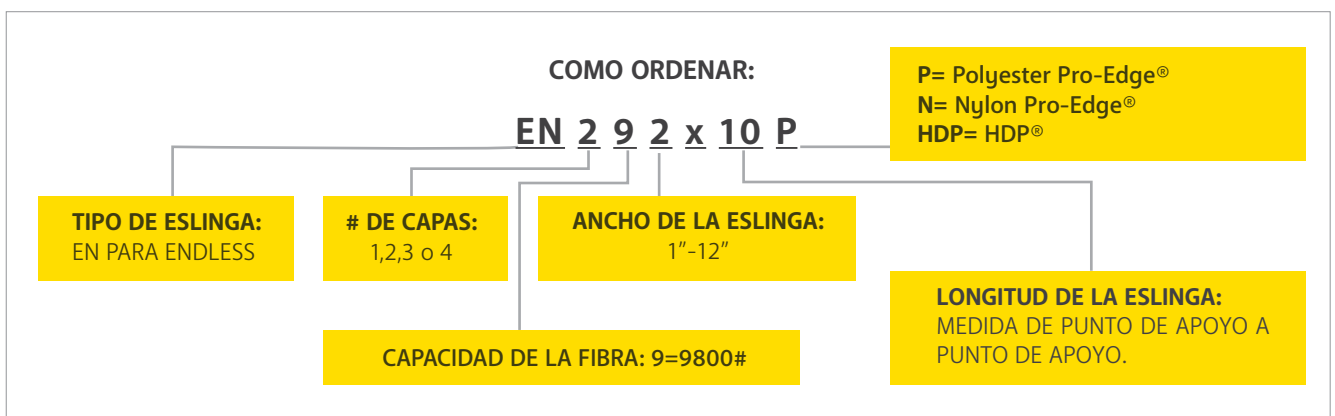 COMO ORDENAR:
EN 2 9 2 x 10 P
P= Polyester Pro-Edge®
N= Nylon Pro-Edge®
HDP= HDP®
TIPO DE ESLINGA:
EN PARA ENDLESS
# DE CAPAS:
1,2,3 o 4
ANCHO DE LA ESLINGA:
1”-12”
CAPACIDAD DE LA FIBRA: 9=9800#
LONGITUD DE LA ESLINGA:
MEDIDA DE PUNTO DE APOYO A
PUNTO DE APOYO.